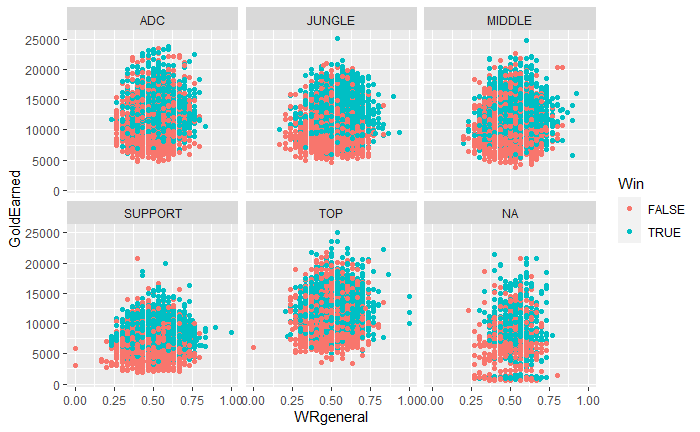 ADC JUNGLE MIDDLE
25000
20000
15000
10000
5000
0
SUPPORT TOP NA
25000
20000
15000
10000
5000
0
0.00 0.25 0.50 0.75 1.00 0.00 0.25 0.50 0.75 1.00 0.00 0.25 0.50 0.75 1.00
WRgeneral
GoldEarned
Win
FALSE
TRUE